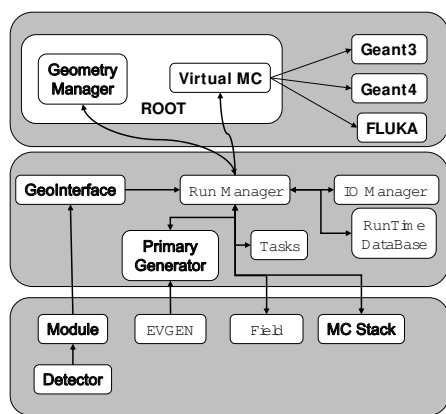 Geometry
Manager
Virtual MC
ROOT
Geant3
Geant4
FLUKA
GeoInterface
Run Manager
IO Manager
RunTime
DataBase
Primary
Generator
Tasks
Module
EVGEN
Field
MC Stack
Detector